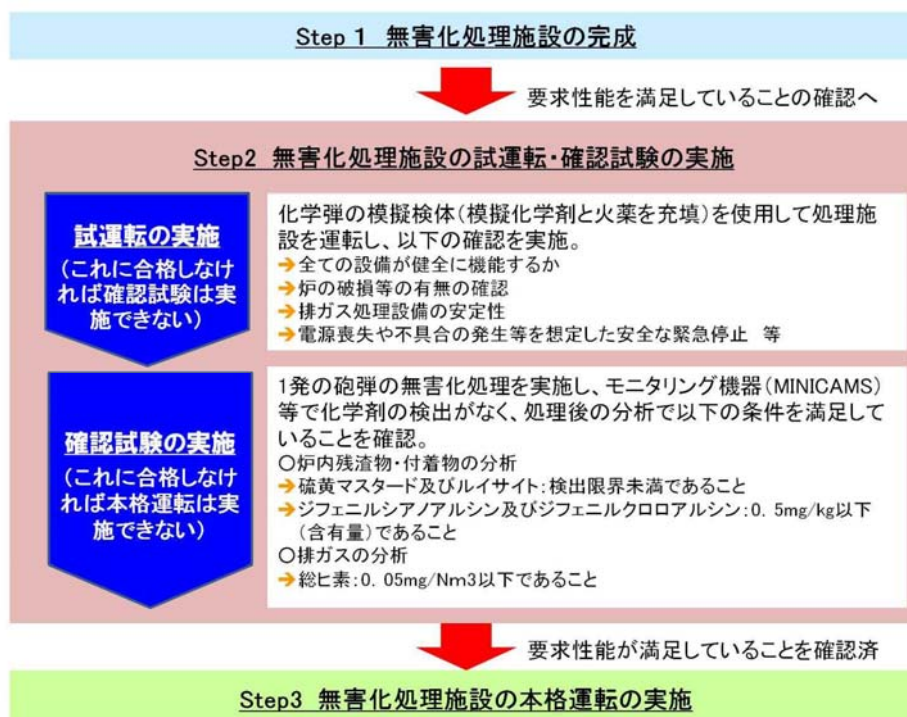 Step 1 無害化処理施設の完成
要求性能を満足していることの確認へ
Step2 無害化処理施設の試運転・確認試験の実施
試運転の実施
(これに合格しなけ
れば確認試験は実
施できない)
化学弾の模擬検体(模擬化学剤と火薬を充填)を使用して処理施
設を運転し、以下の確認を実施。
➔全ての設備が健全に機能するか
➔炉の破損等の有無の確認
➔排ガス処理設備の安定性
➔電源喪失や不具合の発生等を想定した安全な緊急停止 等
確認試験の実施
(これに合格しなけ
れば本格運転は実
施できない)
1発の砲弾の無害化処理を実施し、モニタリング機器(MINICAMS)
等で化学剤の検出がなく、処理後の分析で以下の条件を満足して
いることを確認。
○炉内残渣物・付着物の分析
➔硫黄マスタード及びルイサイト:検出限界未満であること
➔ジフェニルシアノアルシン及びジフェニルクロロアルシン:0. 5mg/kg以下
(含有量)であること
○排ガスの分析
➔総ヒ素:0. 05mg/Nm3以下であること
要求性能が満足していることを確認済
Step3 無害化処理施設の本格運転の実施